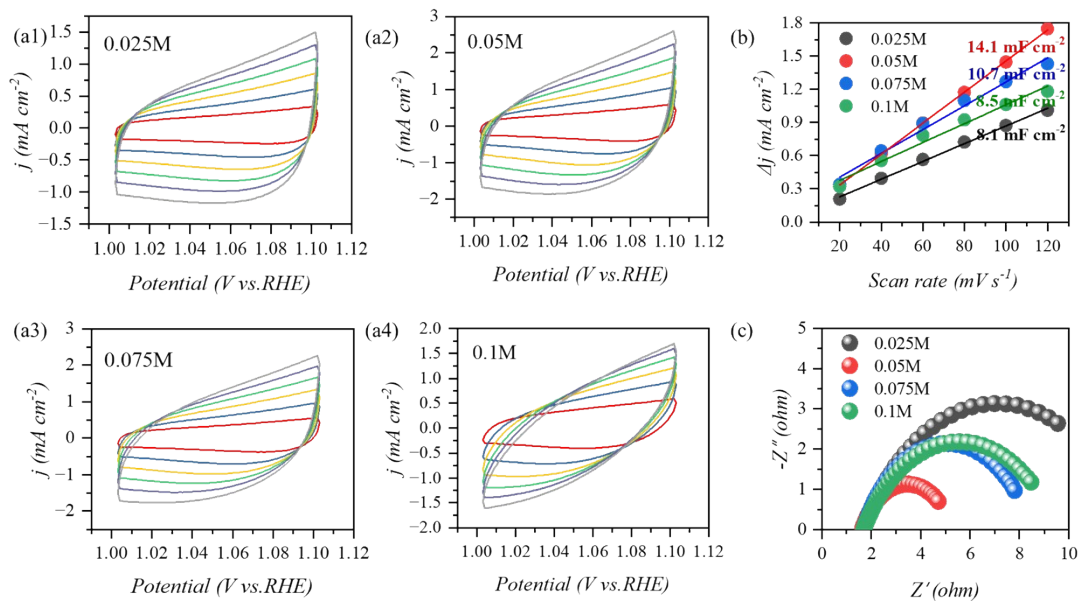 (a1)
0.025M
1.5
1.0
0.5
0.0
−0.5
−1.0
−1.5
j (mA cm⁻²)
1.00 1.02 1.04 1.06 1.08 1.10 1.12
Potential (V vs.RHE)
(a2)
0.05M
3
2
1
0
−1
−2
j (mA cm⁻²)
1.00 1.02 1.04 1.06 1.08 1.10 1.12
Potential (V vs.RHE)
(b)
0.025M
0.05M
0.075M
0.1M
14.1 mF cm⁻²
10.7 mF cm⁻²
8.5 mF cm⁻²
8.1 mF cm⁻²
1.8
1.5
1.2
0.9
0.6
0.3
0.0
Δj (mA cm⁻²)
20 40 60 80 100 120
Scan rate (mV s⁻¹)
(a3)
0.075M
3
2
1
0
−1
−2
j (mA cm⁻²)
1.00 1.02 1.04 1.06 1.08 1.10 1.12
Potential (V vs.RHE)
(a4)
0.1M
2.0
1.5
1.0
0.5
0.0
−0.5
−1.0
−1.5
−2.0
j (mA cm⁻²)
1.00 1.02 1.04 1.06 1.08 1.10 1.12
Potential (V vs.RHE)
(c)
0.025M
0.05M
0.075M
0.1M
5
4
3
2
1
0
-Z″ (ohm)
0 2 4 6 8 10
Z′ (ohm)